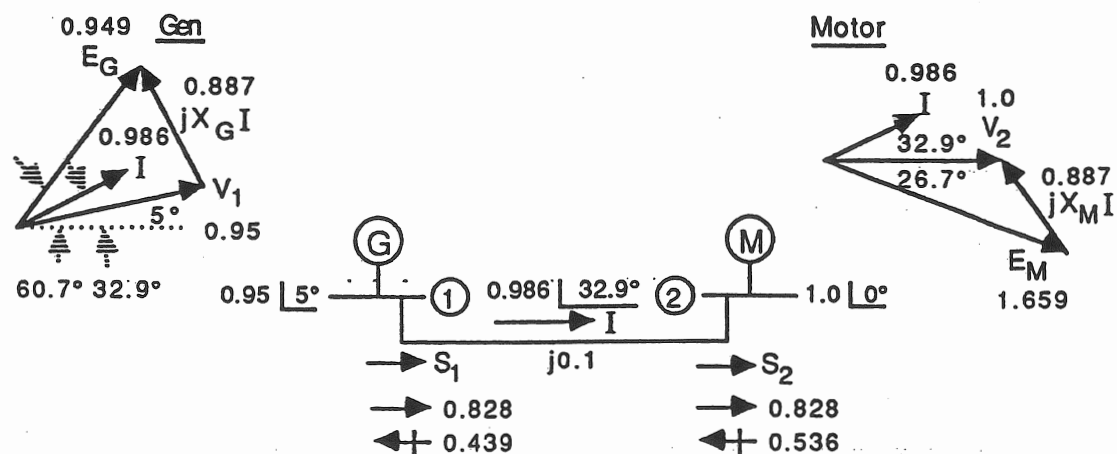 0.949 Gen
E_G
0.887
jX_G I
0.986
I
V_1
5°
0.95
60.7° 32.9°
Motor
0.986
I
1.0
V_2
32.9°
26.7°
0.887
jX_M I
E_M
1.659
G
M
0.95 5°
1
0.986 32.9°
2
1.0 0°
I
j0.1
S_1
0.828
0.439
S_2
0.828
0.536